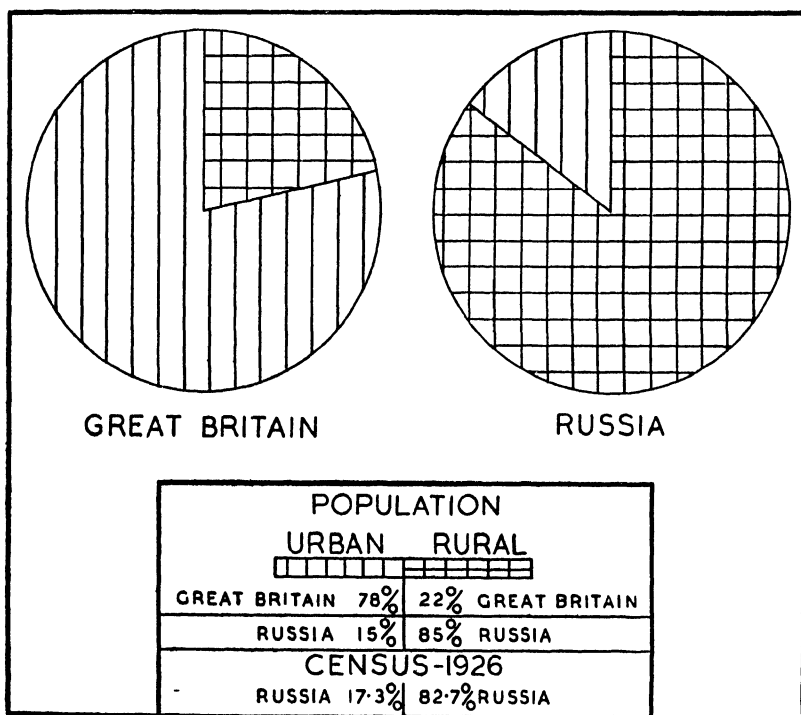 GREAT BRITAIN RUSSIA
POPULATION
URBAN RURAL
GREAT BRITAIN 78% 22% GREAT BRITAIN
RUSSIA 15% 85% RUSSIA
CENSUS-1926
RUSSIA 17·3% 82·7% RUSSIA